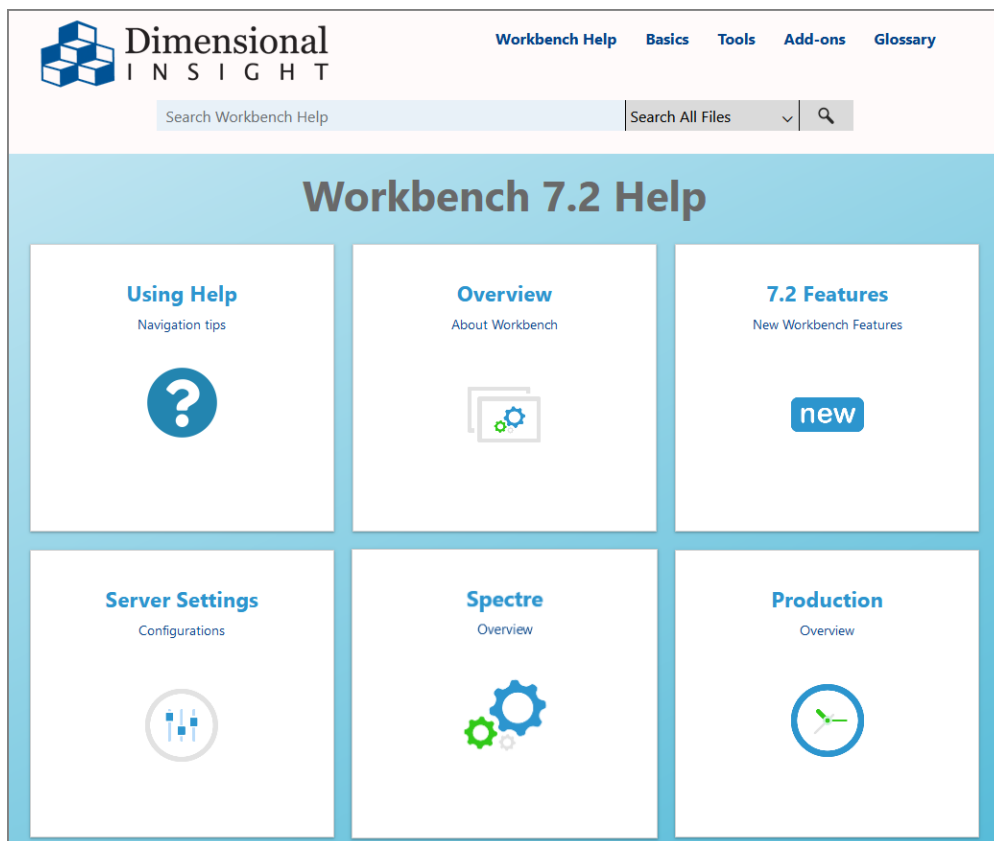 Dimensional
INSIGHT
Workbench Help Basics Tools Add-ons Glossary
Search Workbench Help
Search All Files
Workbench 7.2 Help
Using Help
Navigation tips
Overview
About Workbench
7.2 Features
New Workbench Features
new
Server Settings
Configurations
Spectre
Overview
Production
Overview